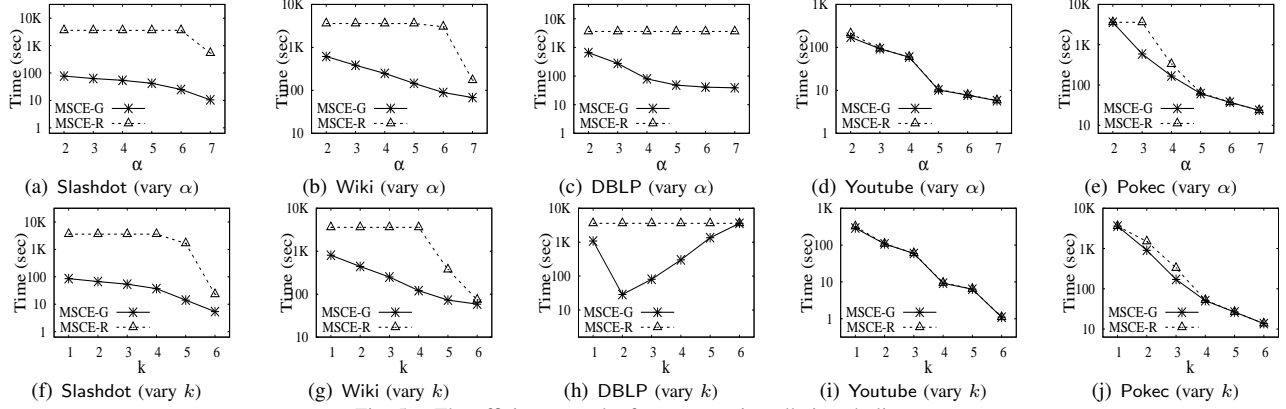 10K
1K
100
10
1
Time (sec)
MSCE-G
MSCE-R
2 3 4 5 6 7
α
(a) Slashdot (vary α)
10K
1K
100
10
Time (sec)
MSCE-G
MSCE-R
2 3 4 5 6 7
α
(b) Wiki (vary α)
10K
1K
100
10
1
Time (sec)
MSCE-G
MSCE-R
2 3 4 5 6 7
α
(c) DBLP (vary α)
1K
100
10
1
Time (sec)
MSCE-G
MSCE-R
2 3 4 5 6 7
α
(d) Youtube (vary α)
10K
1K
100
10
Time (sec)
MSCE-G
MSCE-R
2 3 4 5 6 7
α
(e) Pokec (vary α)
10K
1K
100
10
1
Time (sec)
MSCE-G
MSCE-R
1 2 3 4 5 6
k
(f) Slashdot (vary k)
10K
1K
100
10
Time (sec)
MSCE-G
MSCE-R
1 2 3 4 5 6
k
(g) Wiki (vary k)
10K
1K
100
10
Time (sec)
MSCE-G
MSCE-R
1 2 3 4 5 6
k
(h) DBLP (vary k)
1K
100
10
1
Time (sec)
MSCE-G
MSCE-R
1 2 3 4 5 6
k
(i) Youtube (vary k)
10K
1K
100
10
Time (sec)
MSCE-G
MSCE-R
1 2 3 4 5 6
k
(j) Pokec (vary k)